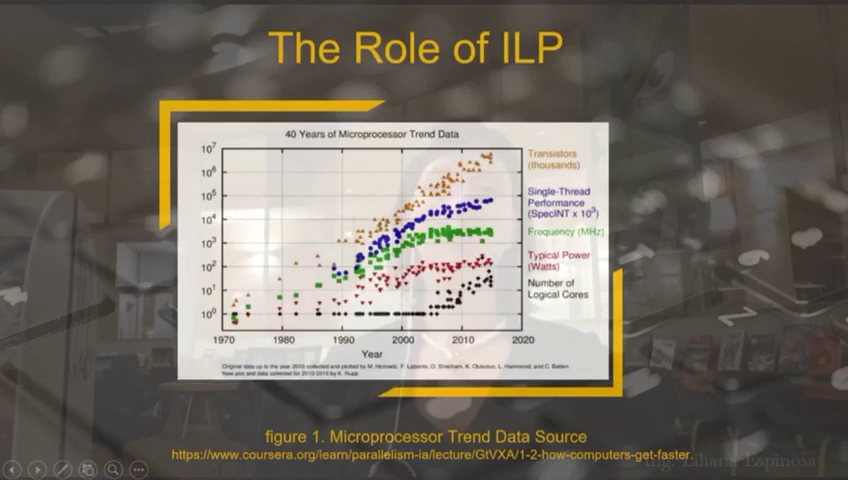 The Role of ILP
40 Years of Microprocessor Trend Data
10^7
10^6
10^5
10^4
10^3
10^2
10^1
10^0
Transistors
(thousands)
Single-Thread
Performance
(SpecINT x 10^3)
Frequency (MHz)
Typical Power
(Watts)
Number of
Logical Cores
1970 1980 1990 2000 2010 2020
Year
Original data up to the year 2010 collected and plotted by M. Horowitz, F. Labonte, O. Shacham, K. Olukotun, L. Hammond, and C. Batten
New plot and data collected for 2010-2015 by K. Rupp
figure 1. Microprocessor Trend Data Source
https://www.coursera.org/learn/parallelism-ia/lecture/GtVXA/1-2-how-computers-get-faster.
Ing. Liliana Espinosa